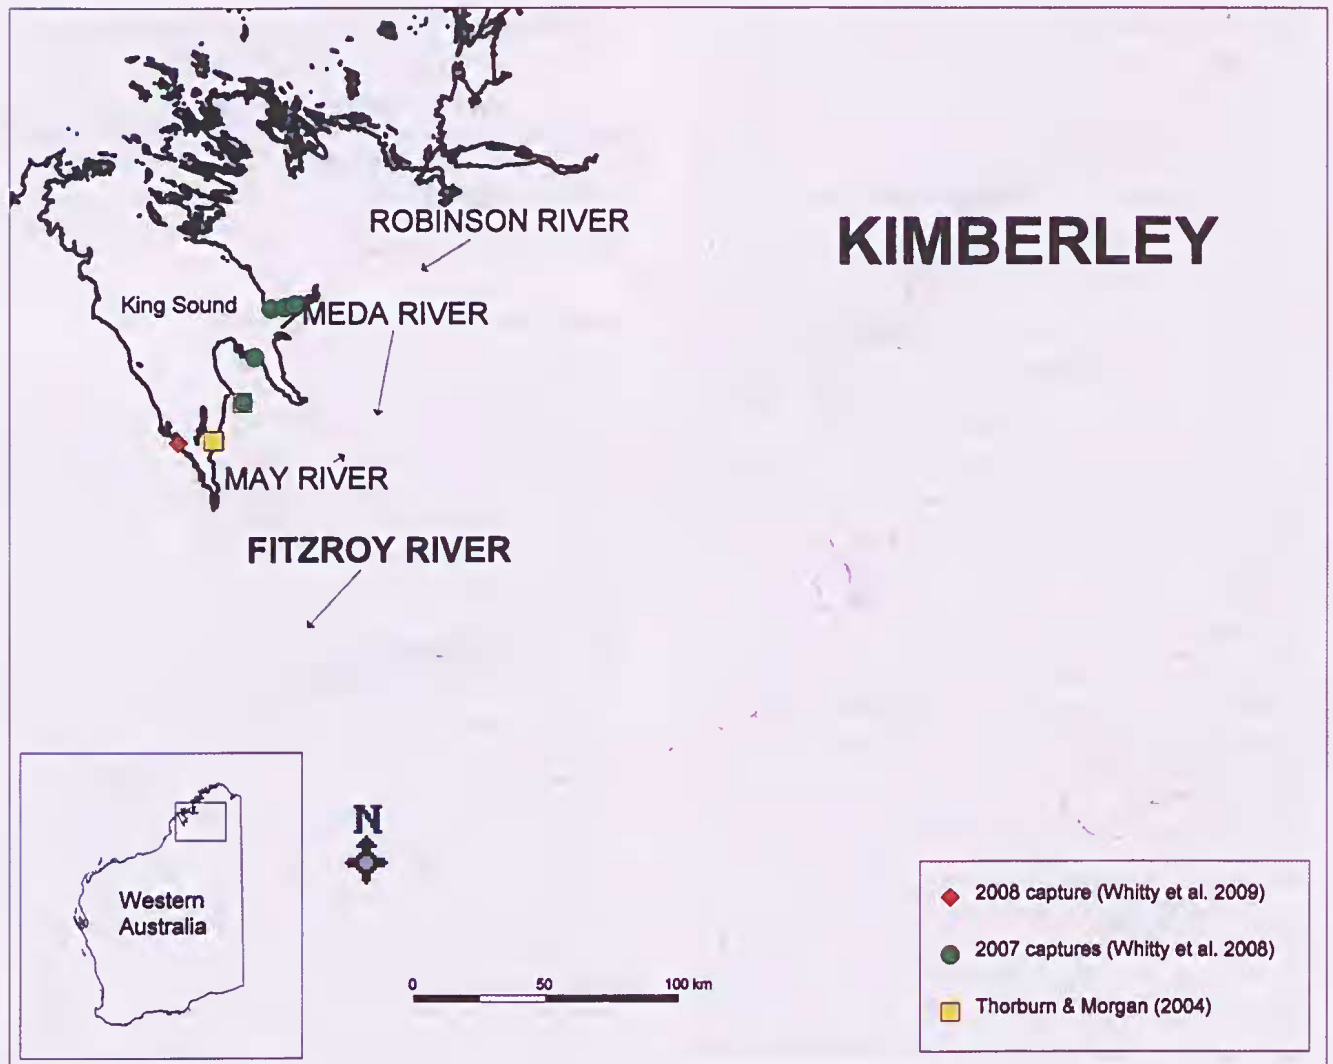 ROBINSON RIVER
KIMBERLEY
King Sound
MEDA RIVER
MAY RIVER
FITZROY RIVER
N
Western
Australia
0 50 100 km
2008 capture (Whitty et al. 2009)
2007 captures (Whitty et al. 2008)
Thorburn & Morgan (2004)